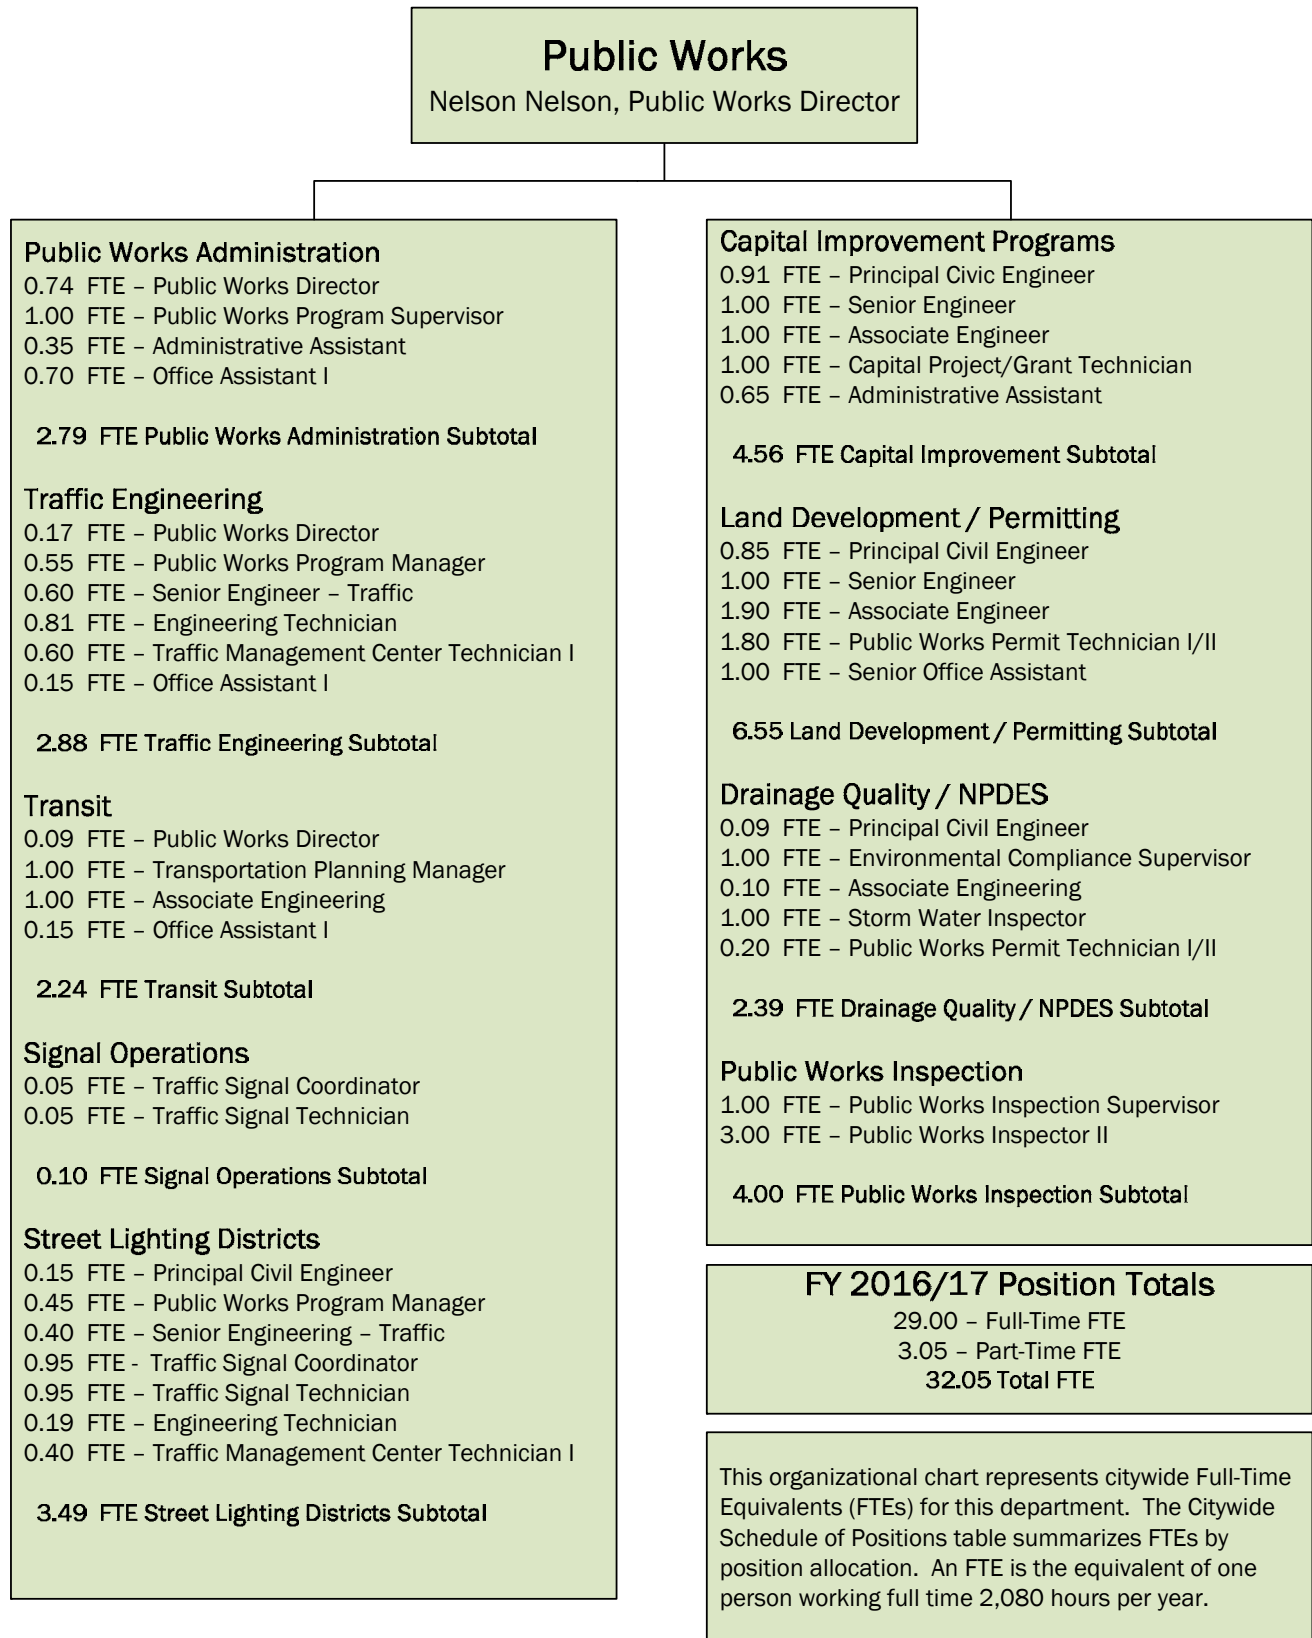 Public Works
Nelson Nelson, Public Works Director
Public Works Administration
0.74 FTE – Public Works Director
1.00 FTE – Public Works Program Supervisor
0.35 FTE – Administrative Assistant
0.70 FTE – Office Assistant I
2.79 FTE Public Works Administration Subtotal
Traffic Engineering
0.17 FTE – Public Works Director
0.55 FTE – Public Works Program Manager
0.60 FTE – Senior Engineer – Traffic
0.81 FTE – Engineering Technician
0.60 FTE – Traffic Management Center Technician I
0.15 FTE – Office Assistant I
2.88 FTE Traffic Engineering Subtotal
Transit
0.09 FTE – Public Works Director
1.00 FTE – Transportation Planning Manager
1.00 FTE – Associate Engineering
0.15 FTE – Office Assistant I
2.24 FTE Transit Subtotal
Signal Operations
0.05 FTE – Traffic Signal Coordinator
0.05 FTE – Traffic Signal Technician
0.10 FTE Signal Operations Subtotal
Street Lighting Districts
0.15 FTE – Principal Civil Engineer
0.45 FTE – Public Works Program Manager
0.40 FTE – Senior Engineering – Traffic
0.95 FTE - Traffic Signal Coordinator
0.95 FTE – Traffic Signal Technician
0.19 FTE – Engineering Technician
0.40 FTE – Traffic Management Center Technician I
3.49 FTE Street Lighting Districts Subtotal
Capital Improvement Programs
0.91 FTE – Principal Civic Engineer
1.00 FTE – Senior Engineer
1.00 FTE – Associate Engineer
1.00 FTE – Capital Project/Grant Technician
0.65 FTE – Administrative Assistant
4.56 FTE Capital Improvement Subtotal
Land Development / Permitting
0.85 FTE – Principal Civil Engineer
1.00 FTE – Senior Engineer
1.90 FTE – Associate Engineer
1.80 FTE – Public Works Permit Technician I/II
1.00 FTE – Senior Office Assistant
6.55 Land Development / Permitting Subtotal
Drainage Quality / NPDES
0.09 FTE – Principal Civil Engineer
1.00 FTE – Environmental Compliance Supervisor
0.10 FTE – Associate Engineering
1.00 FTE – Storm Water Inspector
0.20 FTE – Public Works Permit Technician I/II
2.39 FTE Drainage Quality / NPDES Subtotal
Public Works Inspection
1.00 FTE – Public Works Inspection Supervisor
3.00 FTE – Public Works Inspector II
4.00 FTE Public Works Inspection Subtotal
FY 2016/17 Position Totals
29.00 – Full-Time FTE
3.05 – Part-Time FTE
32.05 Total FTE
This organizational chart represents citywide Full-Time
Equivalents (FTEs) for this department. The Citywide
Schedule of Positions table summarizes FTEs by
position allocation. An FTE is the equivalent of one
person working full time 2,080 hours per year.